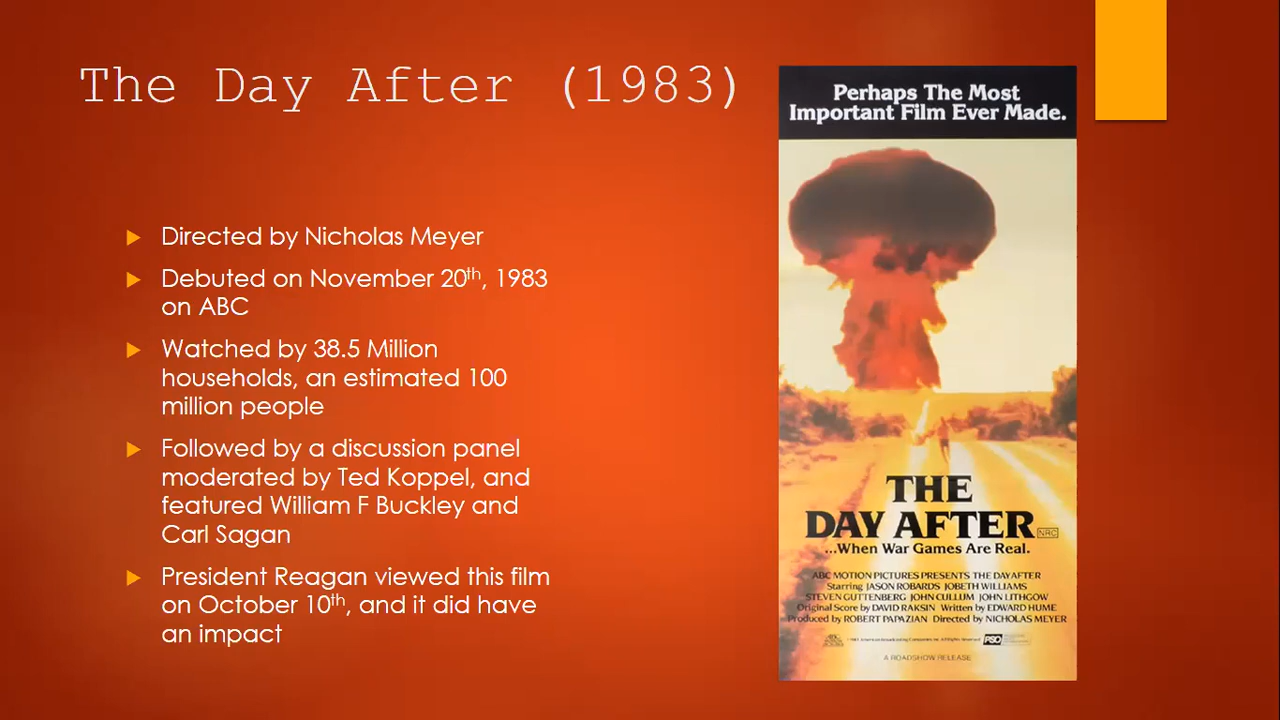 The Day After (1983)
Directed by Nicholas Meyer
Debuted on November 20th, 1983
on ABC
Watched by 38.5 Million
households, an estimated 100
million people
Followed by a discussion panel
moderated by Ted Koppel, and
featured William F Buckley and
Carl Sagan
President Reagan viewed this film
on October 10th, and it did have
an impact
Perhaps The Most
Important Film Ever Made.
THE
DAY AFTER NRC
...When War Games Are Real.
ABC MOTION PICTURES PRESENTS THE DAY AFTER
Starring JASON ROBARDS JOBETH WILLIAMS
STEVEN GUTTENBERG JOHN CULLUM JOHN LITHGOW
Original Score by DAVID RAKSIN Written by EDWARD HUME
Produced by ROBERT PAPAZIAN Directed by NICHOLAS MEYER
PSO
A ROADSHOW RELEASE